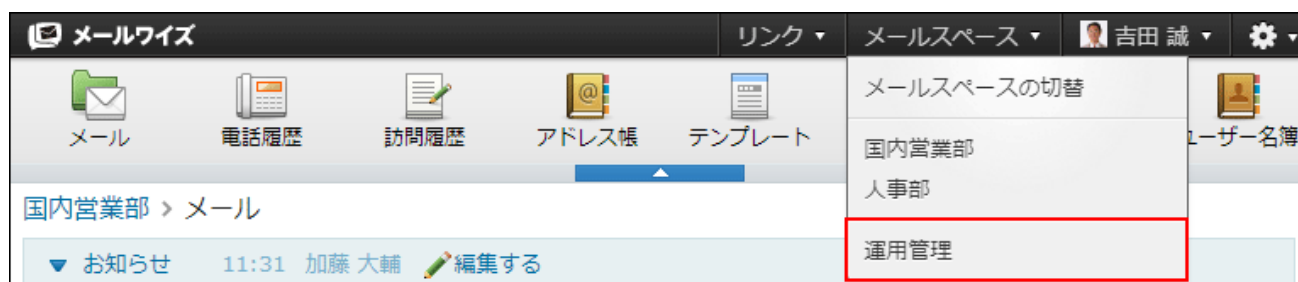 メールワイズ リンク ▼ メールスペース ▼ 吉田 誠 ▼
メール 電話履歴 訪問履歴 アドレス帳 テンプレート ーザー名簿
メールスペースの切替
国内営業部
人事部
運用管理
国内営業部 > メール
▼ お知らせ 11:31 加藤 大輔 編集する